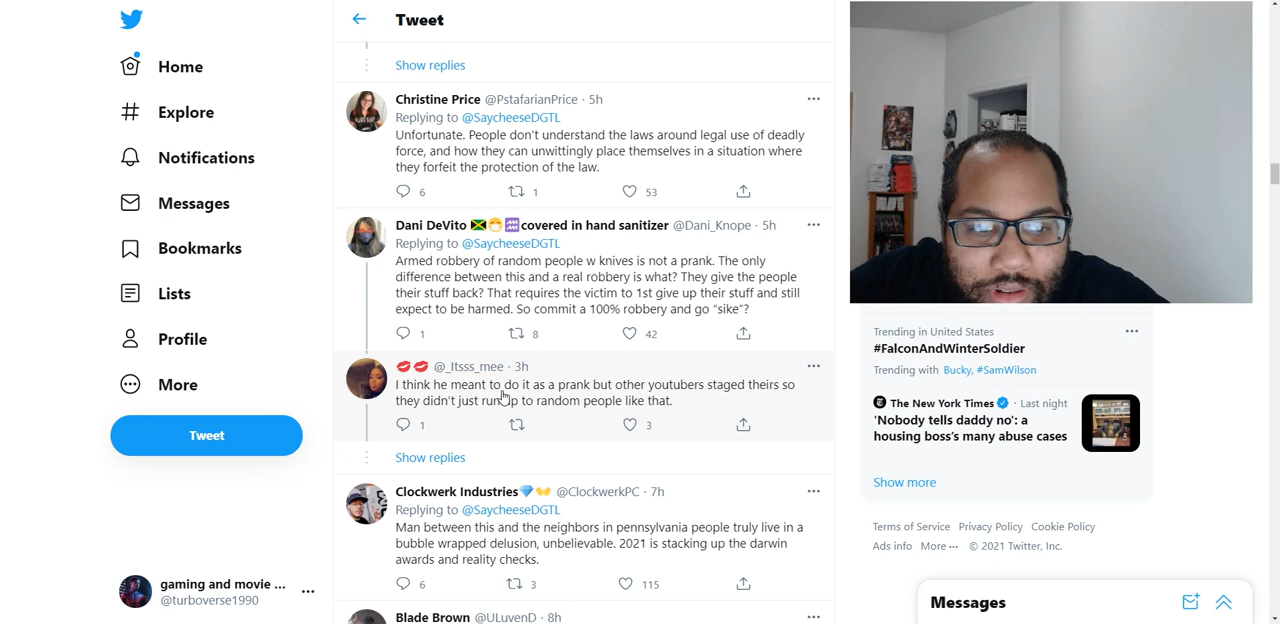 Tweet
Home
Explore
Notifications
Messages
Bookmarks
Lists
Profile
More
Tweet
gaming and movie ...
@turboverse1990
Show replies
Christine Price @PstafarianPrice · 5h
Replying to @SaycheeseDGTL
Unfortunate. People don't understand the laws around legal use of deadly
force, and how they can unwittingly place themselves in a situation where
they forfeit the protection of the law.
6 1 53
Dani DeVito 🇯🇲😷♒covered in hand sanitizer @Dani_Knope · 5h
Replying to @SaycheeseDGTL
Armed robbery of random people w knives is not a prank. The only
difference between this and a real robbery is what? They give the people
their stuff back? That requires the victim to 1st give up their stuff and still
expect to be harmed. So commit a 100% robbery and go “sike”?
1 8 42
💋💋 @_Itsss_mee · 3h
I think he meant to do it as a prank but other youtubers staged theirs so
they didn’t just run up to random people like that.
1 3
Show replies
Clockwerk Industries💎👐 @ClockwerkPC · 7h
Replying to @SaycheeseDGTL
Man between this and the neighbors in pennsylvania people truly live in a
bubble wrapped delusion, unbelievable. 2021 is stacking up the darwin
awards and reality checks.
6 3 115
Blade Brown @ULuvenD · 8h
Trending in United States
#FalconAndWinterSoldier
Trending with Bucky, #SamWilson
The New York Times · Last night
'Nobody tells daddy no': a
housing boss’s many abuse cases
Show more
Terms of Service Privacy Policy Cookie Policy
Ads info More ··· © 2021 Twitter, Inc.
Messages